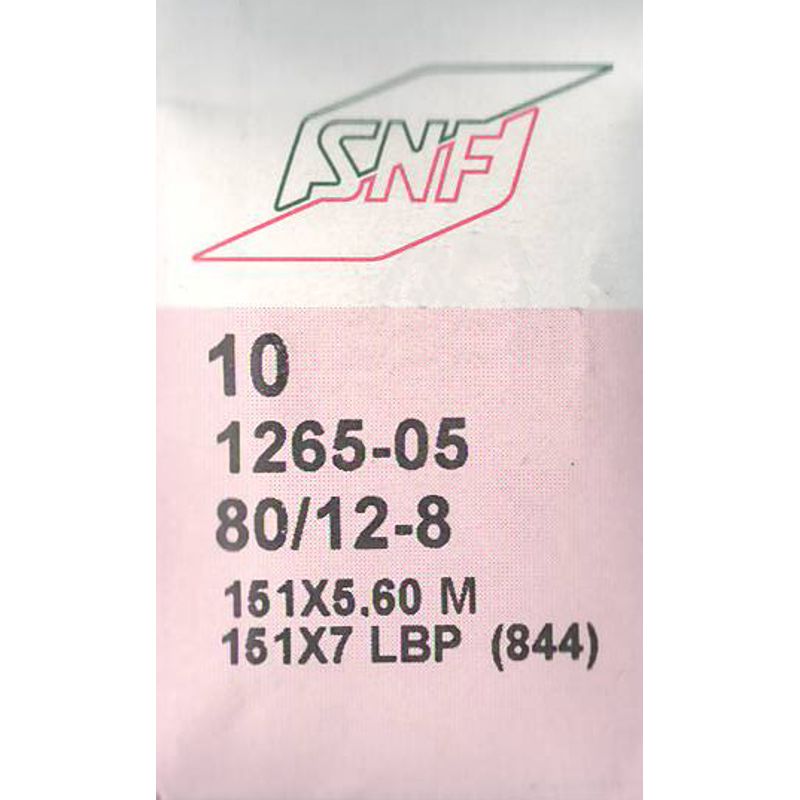 SNF
10
1265-05
80/12-8
151X5.60 M
151X7 LBP (844)